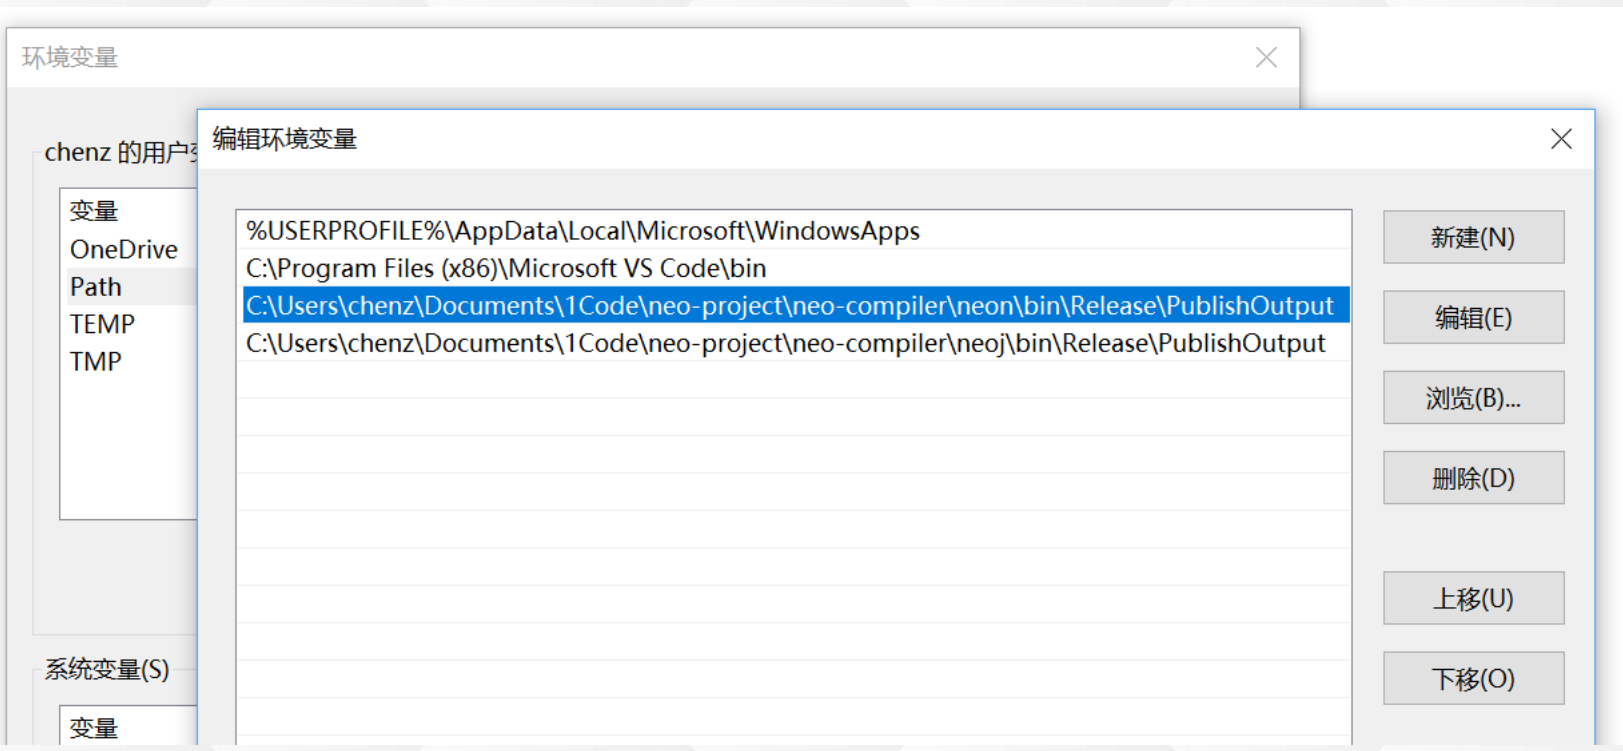 环境变量
编辑环境变量
chenz 的用户
变量
OneDrive
Path
TEMP
TMP
%USERPROFILE%\AppData\Local\Microsoft\WindowsApps
C:\Program Files (x86)\Microsoft VS Code\bin
C:\Users\chenz\Documents\1Code\neo-project\neo-compiler\neon\bin\Release\PublishOutput
C:\Users\chenz\Documents\1Code\neo-project\neo-compiler\neoj\bin\Release\PublishOutput
新建(N)
编辑(E)
浏览(B)...
删除(D)
上移(U)
下移(O)
系统变量(S)
变量